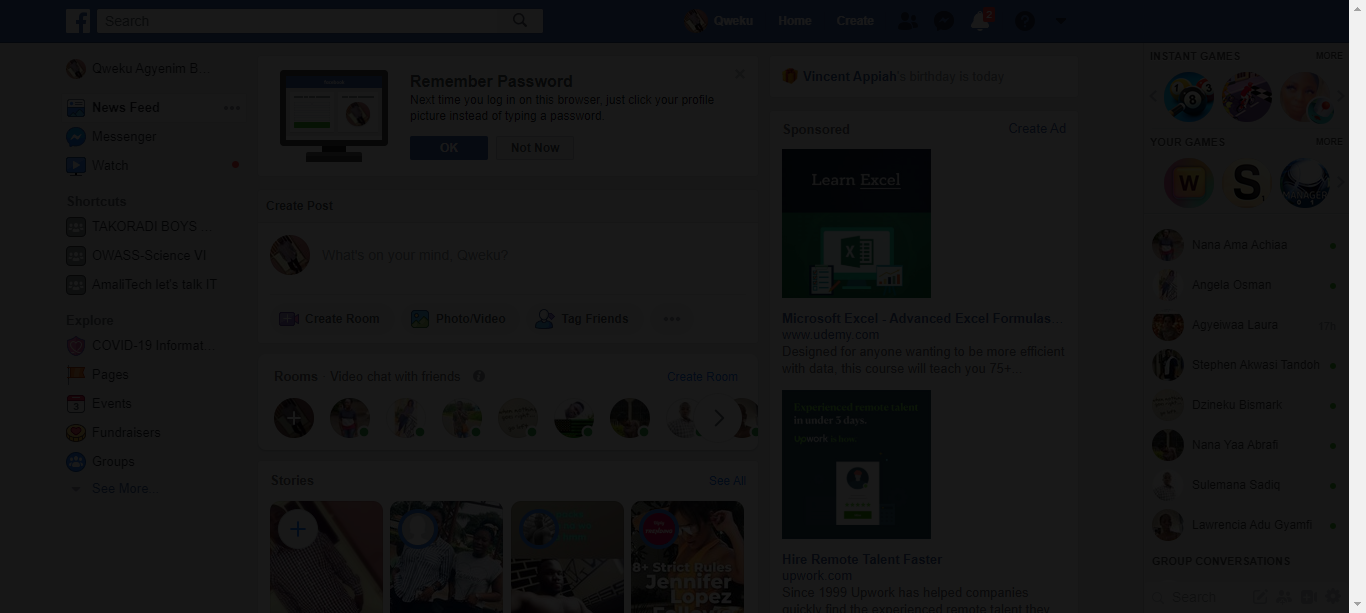 Search
Qweku
Home
Create
2
Qweku Agyenim B...
News Feed
Messenger
Watch
Shortcuts
TAKORADI BOYS ...
OWASS-Science VI
AmaliTech let's talk IT
Explore
COVID-19 Informat...
Pages
Events
Fundraisers
Groups
See More...
Remember Password
Next time you log in on this browser, just click your profile
picture instead of typing a password.
OK
Not Now
Create Post
What's on your mind, Qweku?
Create Room
Photo/Video
Tag Friends
Rooms · Video chat with friends
Create Room
Stories
See All
8+ Strict Rules
Jennifer
Lopez
Follows
Vincent Appiah's birthday is today
Sponsored
Create Ad
Learn Excel
Microsoft Excel - Advanced Excel Formulas ...
www.udemy.com
Designed for anyone wanting to be more efficient
with data, this course will teach you 75+...
Experienced remote talent
in under 3 days.
Upwork is how.
Hire Remote Talent Faster
upwork.com
Since 1999 Upwork has helped companies
quickly find the experienced remote talent they
INSTANT GAMES
MORE
8
YOUR GAMES
MORE
W
S
Nana Ama Achiaa
Angela Osman
Agyeiwaa Laura
Stephen Akwasi Tandoh
Dzineku Bismark
Nana Yaa Abrafi
Sulemana Sadiq
Lawrencia Adu Gyamfi
GROUP CONVERSATIONS
Search